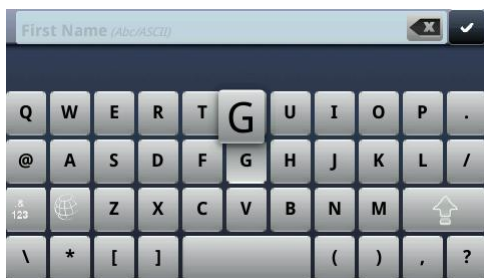 First Name (Abc/ASCII) X
Q W E R T G U I O P .
@ A S D F G H J K L /
.& 123 Z X C V B N M
\ * [ ] ( ) , ?